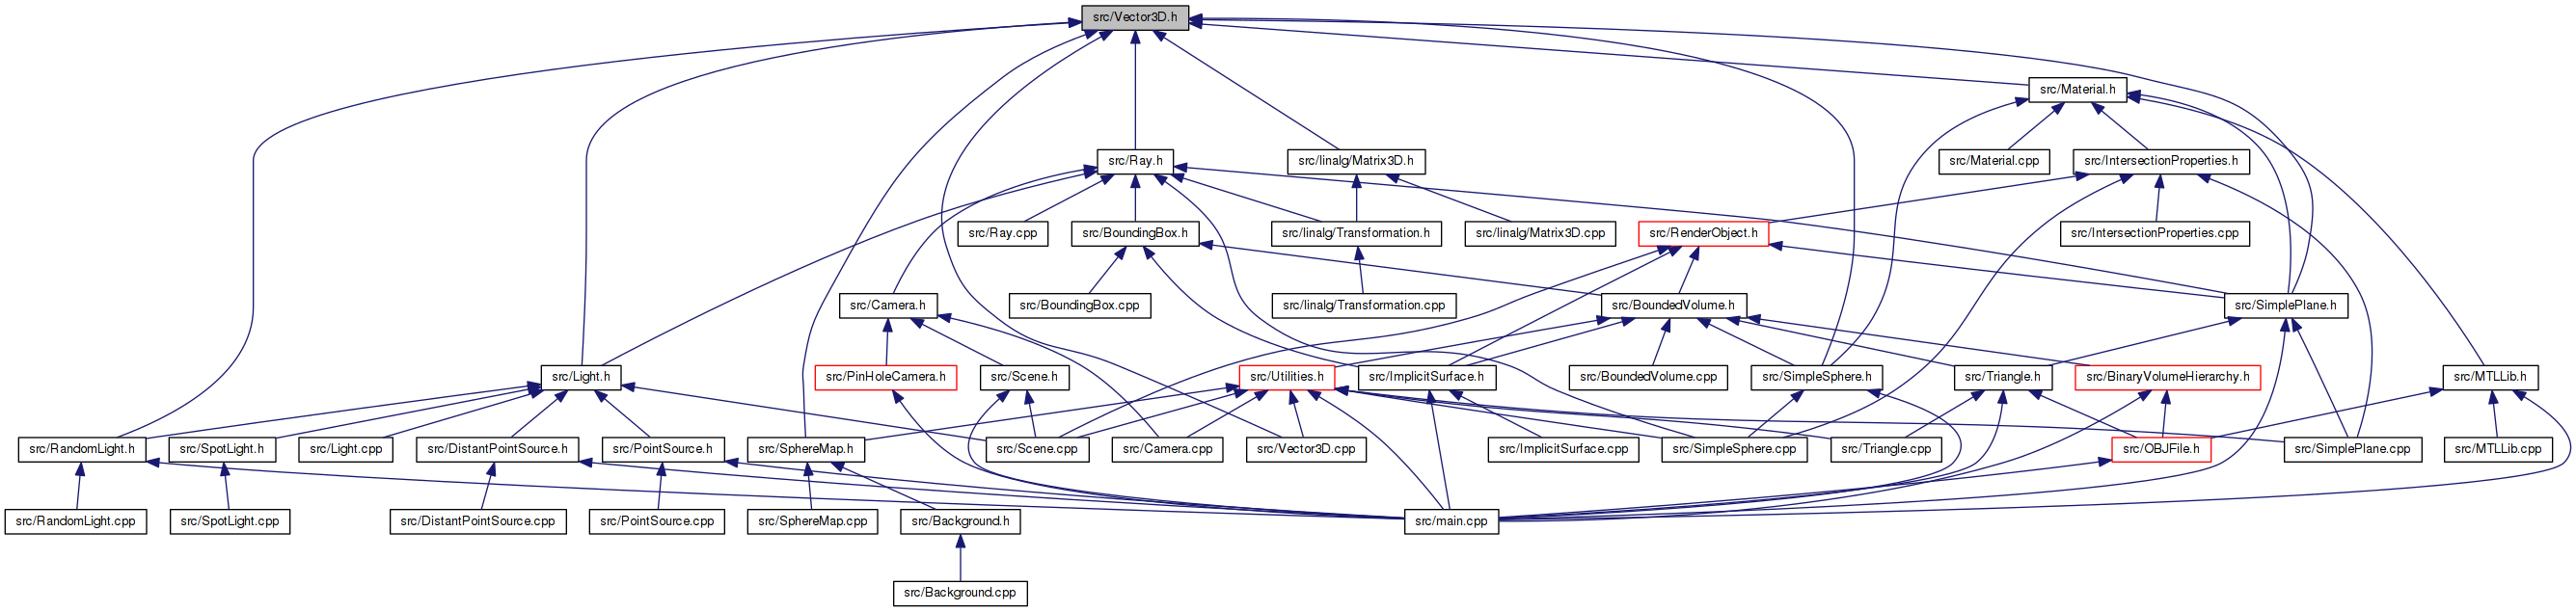 src/Vector3D.h
src/Material.h
src/Ray.h
src/linalg/Matrix3D.h
src/Material.cpp
src/IntersectionProperties.h
src/Ray.cpp
src/BoundingBox.h
src/linalg/Transformation.h
src/linalg/Matrix3D.cpp
src/RenderObject.h
src/IntersectionProperties.cpp
src/Camera.h
src/BoundingBox.cpp
src/linalg/Transformation.cpp
src/BoundedVolume.h
src/SimplePlane.h
src/Light.h
src/PinHoleCamera.h
src/Scene.h
src/Utilities.h
src/ImplicitSurface.h
src/BoundedVolume.cpp
src/SimpleSphere.h
src/Triangle.h
src/BinaryVolumeHierarchy.h
src/MTLLib.h
src/RandomLight.h
src/SpotLight.h
src/Light.cpp
src/DistantPointSource.h
src/PointSource.h
src/SphereMap.h
src/Scene.cpp
src/Camera.cpp
src/Vector3D.cpp
src/ImplicitSurface.cpp
src/SimpleSphere.cpp
src/Triangle.cpp
src/OBJFile.h
src/SimplePlane.cpp
src/MTLLib.cpp
src/RandomLight.cpp
src/SpotLight.cpp
src/DistantPointSource.cpp
src/PointSource.cpp
src/SphereMap.cpp
src/Background.h
src/main.cpp
src/Background.cpp